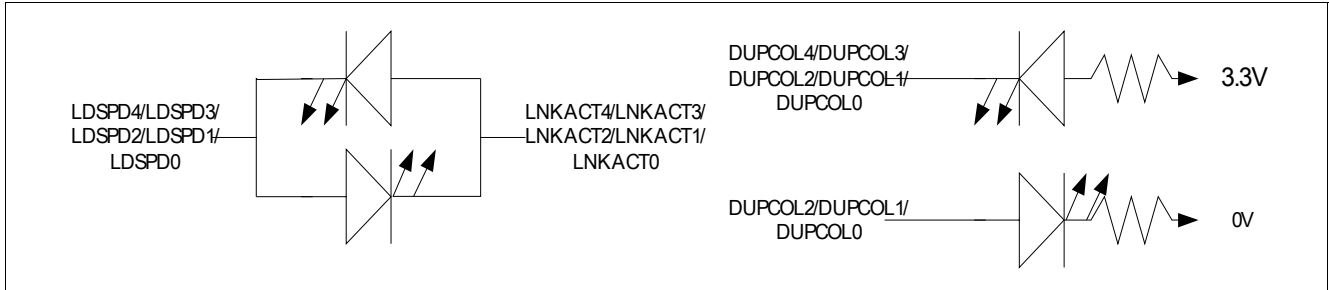 LDSPD4/LDSPD3/
LDSPD2/LDSPD1/
LDSPD0
LNKACT4/LNKACT3/
LNKACT2/LNKACT1/
LNKACT0
DUPCOL4/DUPCOL3/
DUPCOL2/DUPCOL1/
DUPCOL0
3.3V
DUPCOL2/DUPCOL1/
DUPCOL0
0V